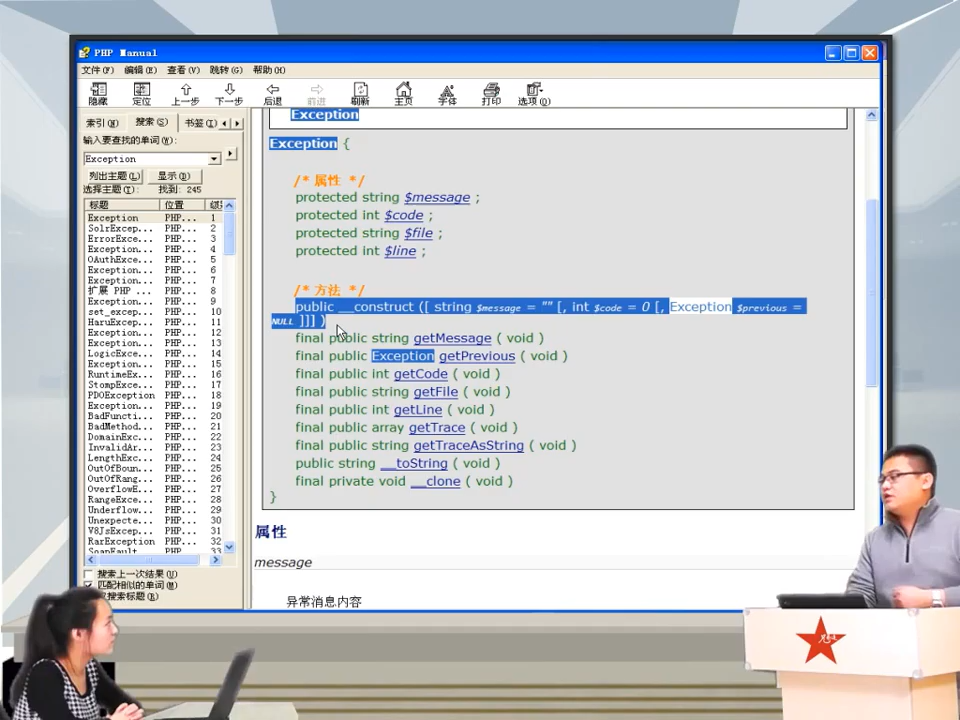 PHP Manual
文件(F) 编辑(E) 查看(V) 跳转(G) 帮助(H)
隐藏 定位 上一步 下一步 后退 前进 刷新 主页 字体 打印 选项(O)
索引(N) 搜索(S) 书签(I)
输入要查找的单词(W):
Exception
列出主题(L) 显示(D)
选择主题(T): 找到: 245
标题 位置
Exception PHP... 1
SolrExcep... PHP... 2
ErrorExce... PHP... 3
Exception... PHP... 4
OAuthExce... PHP... 5
Exception... PHP... 6
Exception... PHP... 7
扩展 PHP ... PHP... 8
Exception PHP... 9
set_excep... PHP... 10
HaruExcep... PHP... 11
Exception... PHP... 12
Exception... PHP... 13
LogicExce... PHP... 14
Exception... PHP... 15
RuntimeEx... PHP... 16
StompExce... PHP... 17
PDOException PHP... 18
Exception... PHP... 19
BadFuncti... PHP... 20
BadMethod... PHP... 21
DomainExc... PHP... 22
InvalidAr... PHP... 23
LengthExc... PHP... 24
OutOfBoun... PHP... 25
OutOfRang... PHP... 26
OverflowE... PHP... 27
RangeExce... PHP... 28
Underflow... PHP... 29
Unexpecte... PHP... 30
V8JsExcep... PHP... 31
RarException PHP... 32
SoapFault PHP... 33
搜索上一次结果(U)
匹配相似的单词(M)
搜索标题(R)
Exception
Exception {
/* 属性 */
protected string $message ;
protected int $code ;
protected string $file ;
protected int $line ;
/* 方法 */
public __construct ([ string $message = "" [, int $code = 0 [, Exception $previous =
NULL ]]] )
final public string getMessage ( void )
final public Exception getPrevious ( void )
final public int getCode ( void )
final public string getFile ( void )
final public int getLine ( void )
final public array getTrace ( void )
final public string getTraceAsString ( void )
public string __toString ( void )
final private void __clone ( void )
}
属性
message
异常消息内容